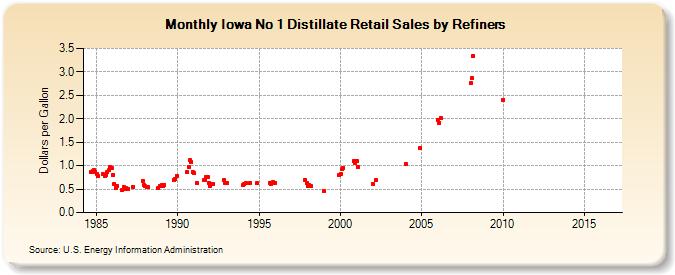 Monthly Iowa No 1 Distillate Retail Sales by Refiners
Dollars per Gallon
3.5
3.0
2.5
2.0
1.5
1.0
0.5
0.0
1985 1990 1995 2000 2005 2010 2015
Source: U.S. Energy Information Administration